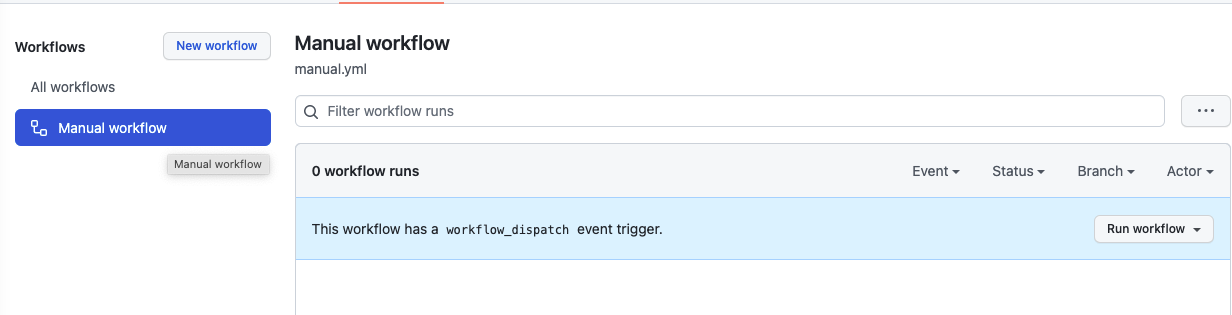 Workflows
New workflow
All workflows
Manual workflow
Manual workflow
Manual workflow
manual.yml
Filter workflow runs
0 workflow runs
Event
Status
Branch
Actor
This workflow has a workflow_dispatch event trigger.
Run workflow